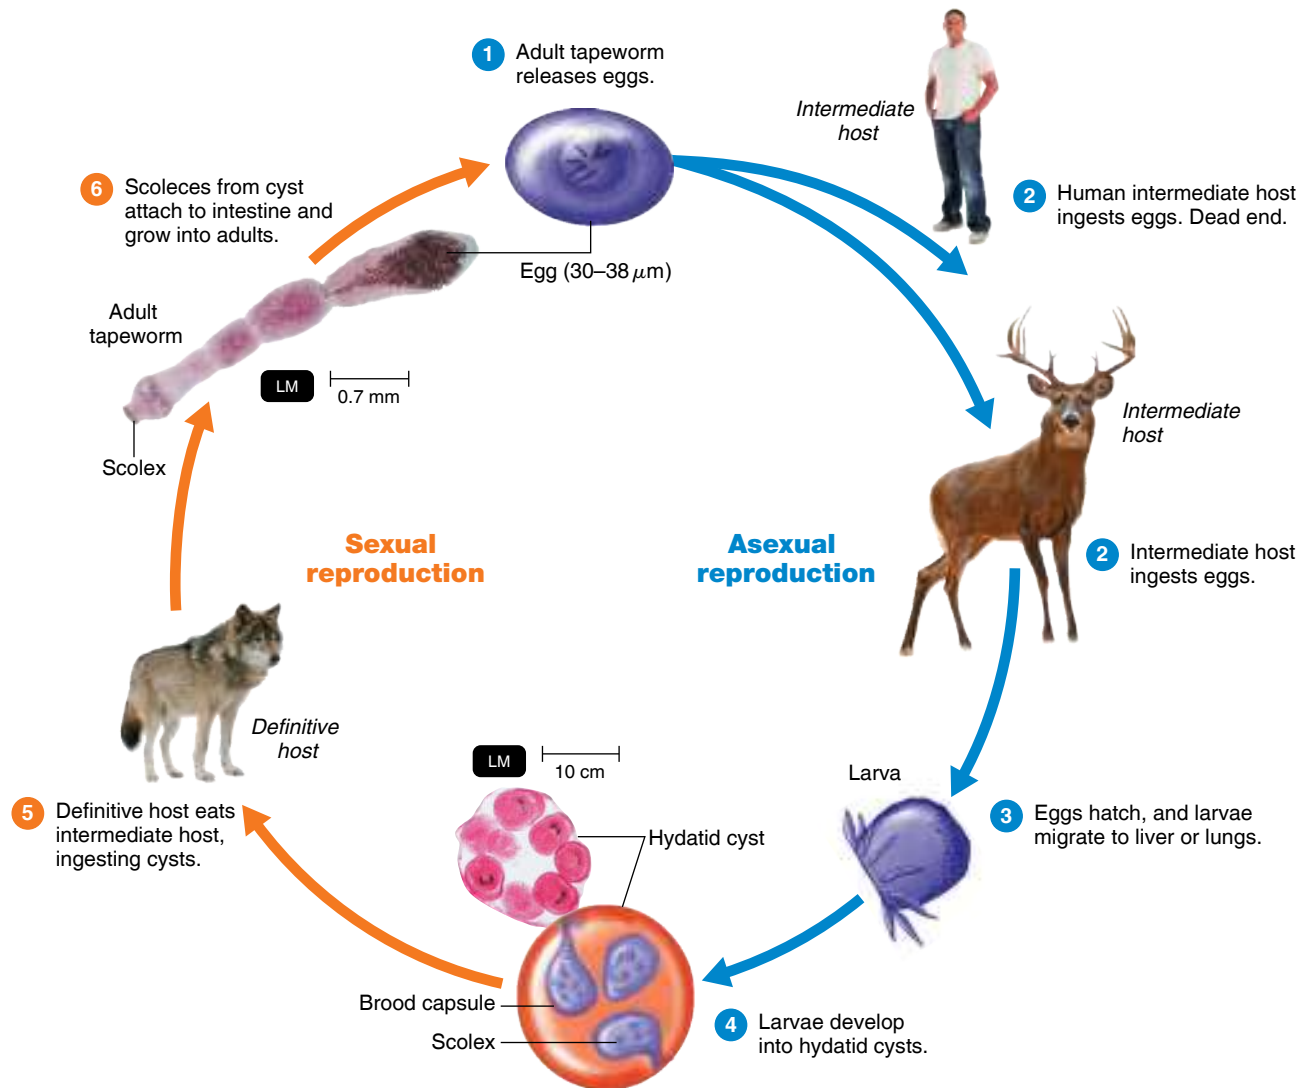 1 Adult tapeworm
releases eggs.
Intermediate
host
2 Human intermediate host
ingests eggs. Dead end.
6 Scoleces from cyst
attach to intestine and
grow into adults.
Egg (30–38 μm)
Adult
tapeworm
LM
0.7 mm
Scolex
Intermediate
host
Sexual
reproduction
Asexual
reproduction
2 Intermediate host
ingests eggs.
Definitive
host
LM
10 cm
Larva
5 Definitive host eats
intermediate host,
ingesting cysts.
3 Eggs hatch, and larvae
migrate to liver or lungs.
Hydatid cyst
Brood capsule
Scolex
4 Larvae develop
into hydatid cysts.